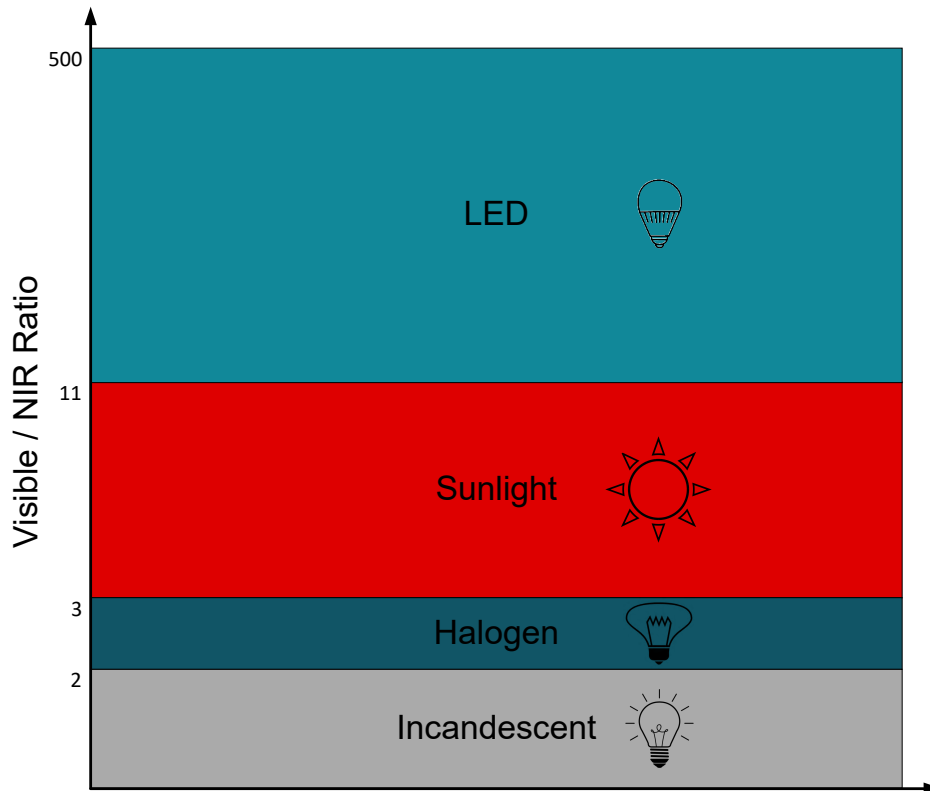 500
LED
Visible / NIR Ratio
11
Sunlight
3
Halogen
2
Incandescent